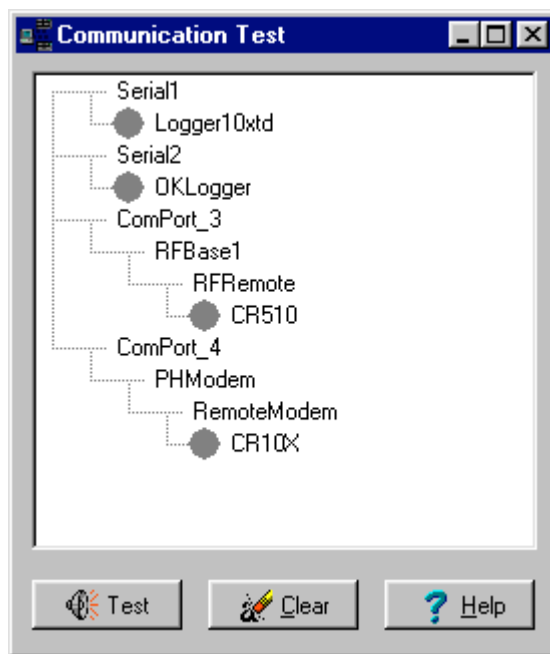 Communication Test
Serial1
Logger10xtd
Serial2
OKLogger
ComPort_3
RFBase1
RFRemote
CR510
ComPort_4
PHModem
RemoteModem
CR10X
Test
Clear
Help